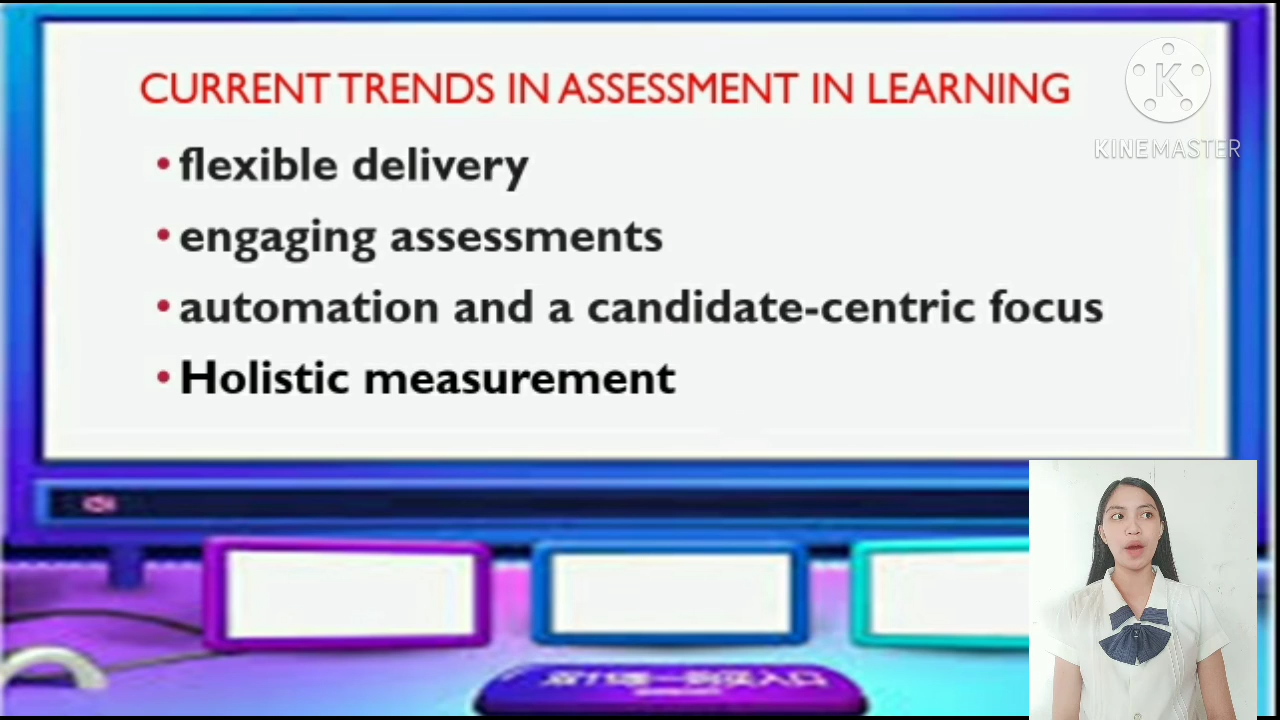 CURRENT TRENDS IN ASSESSMENT IN LEARNING
K
KINEMASTER
• flexible delivery
• engaging assessments
• automation and a candidate-centric focus
• Holistic measurement